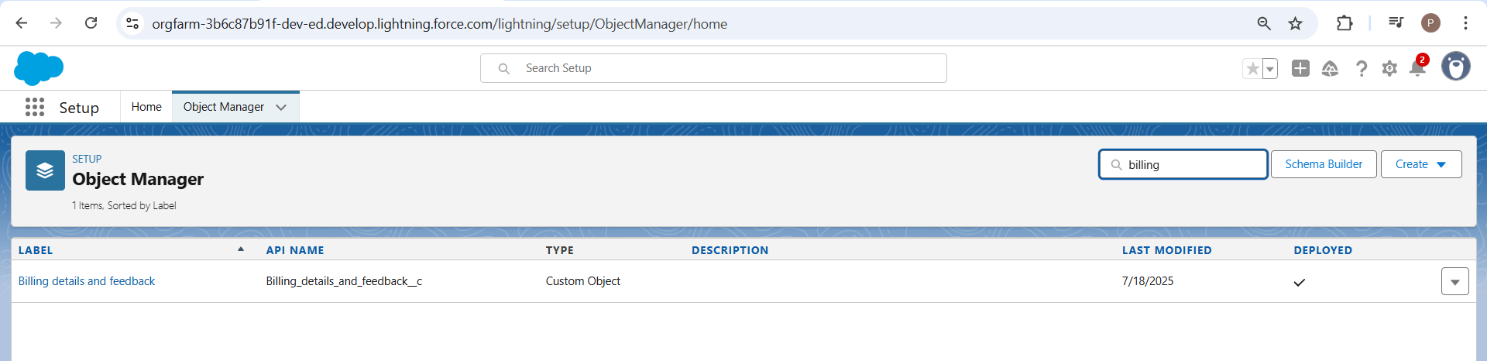 orgfarm-3b6c87b91f-dev-ed.develop.lightning.force.com/lightning/setup/ObjectManager/home
P
Search Setup
2
Setup Home Object Manager
SETUP
Object Manager
1 Items, Sorted by Label
billing
Schema Builder
Create
LABEL API NAME TYPE DESCRIPTION LAST MODIFIED DEPLOYED
Billing details and feedback Billing_details_and_feedback__c Custom Object 7/18/2025